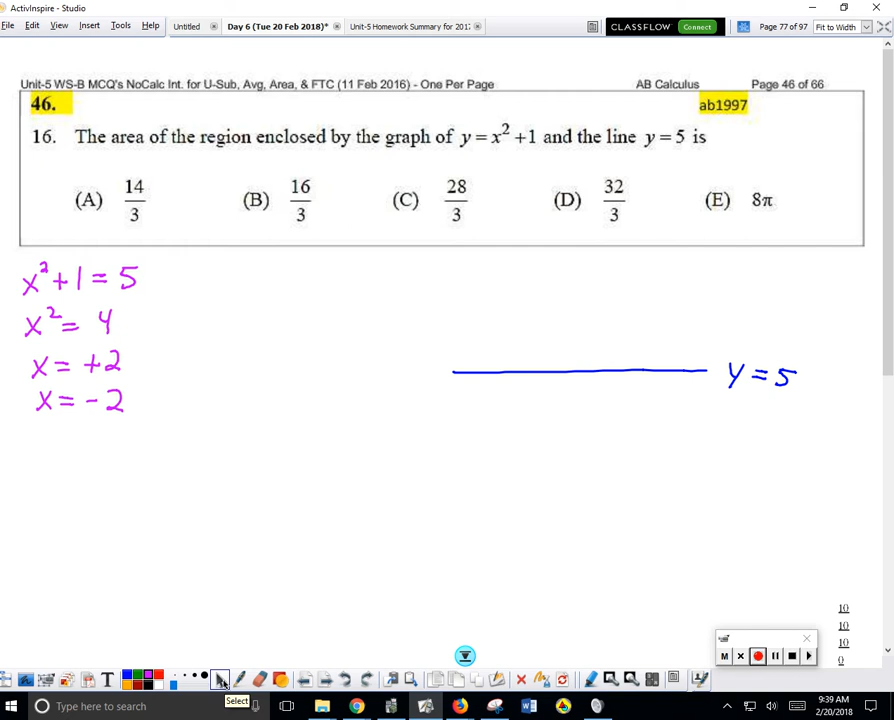 ActivInspire - Studio
File Edit View Insert Tools Help
Untitled
Day 6 (Tue 20 Feb 2018)*
Unit-5 Homework Summary for 201
CLASSFLOW Connect
Page 77 of 97
Fit to Width
Unit-5 WS-B MCQ's NoCalc Int. for U-Sub, Avg, Area, & FTC (11 Feb 2016) - One Per Page AB Calculus Page 46 of 66
46. ab1997
16. The area of the region enclosed by the graph of y = x² + 1 and the line y = 5 is
(A) 14/3 (B) 16/3 (C) 28/3 (D) 32/3 (E) 8π
x² + 1 = 5
x² = 4
x = +2
x = -2
y = 5
10
10
10
0
M
T
Select
Type here to search
9:39 AM
2/20/2018